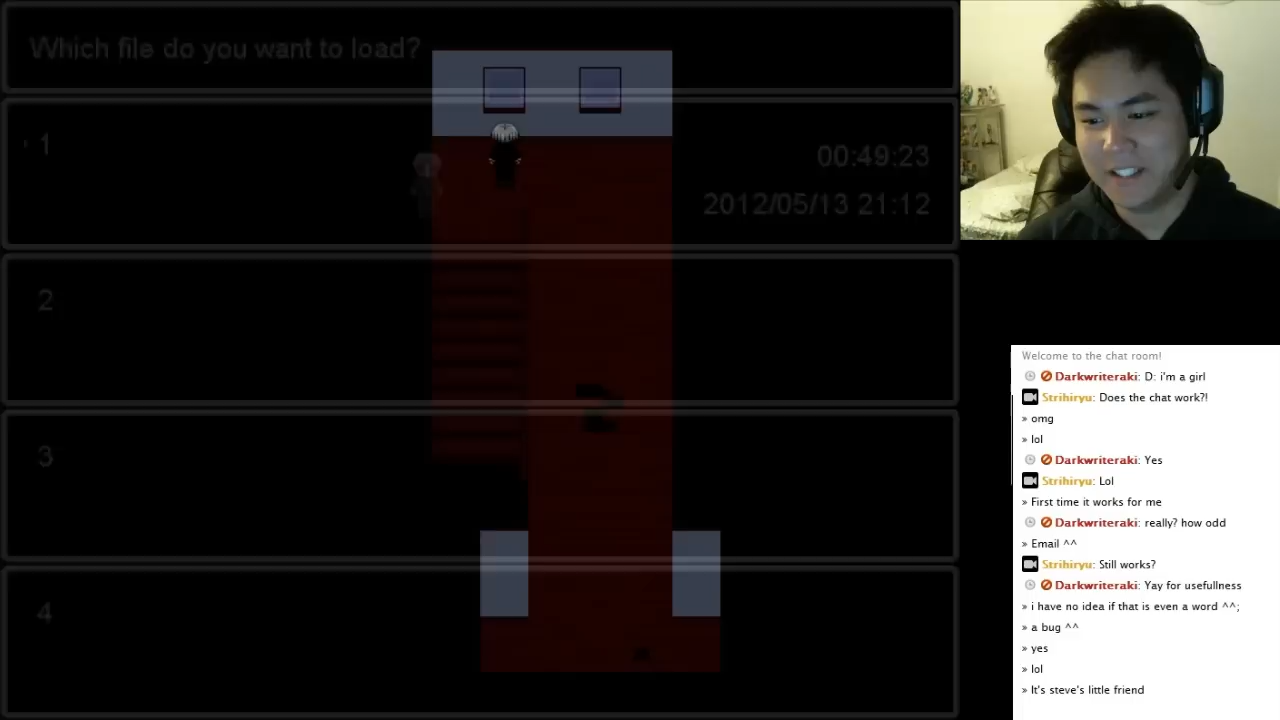 Which file do you want to load?
1
00:49:23
2012/05/13 21:12
2
3
4
Welcome to the chat room!
Darkwriteraki: D: i'm a girl
Strihiryu: Does the chat work?!
» omg
» lol
Darkwriteraki: Yes
Strihiryu: Lol
» First time it works for me
Darkwriteraki: really? how odd
» Email ^^
Strihiryu: Still works?
Darkwriteraki: Yay for usefullness
» i have no idea if that is even a word ^^;
» a bug ^^
» yes
» lol
» It's steve's little friend